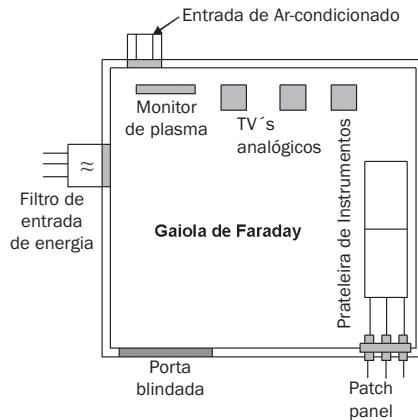 Entrada de Ar-condicionado
Monitor
de plasma
TV´s
analógicos
Prateleira de Instrumentos
≈
Filtro de
entrada
de energia
Gaiola de Faraday
Porta
blindada
Patch
panel